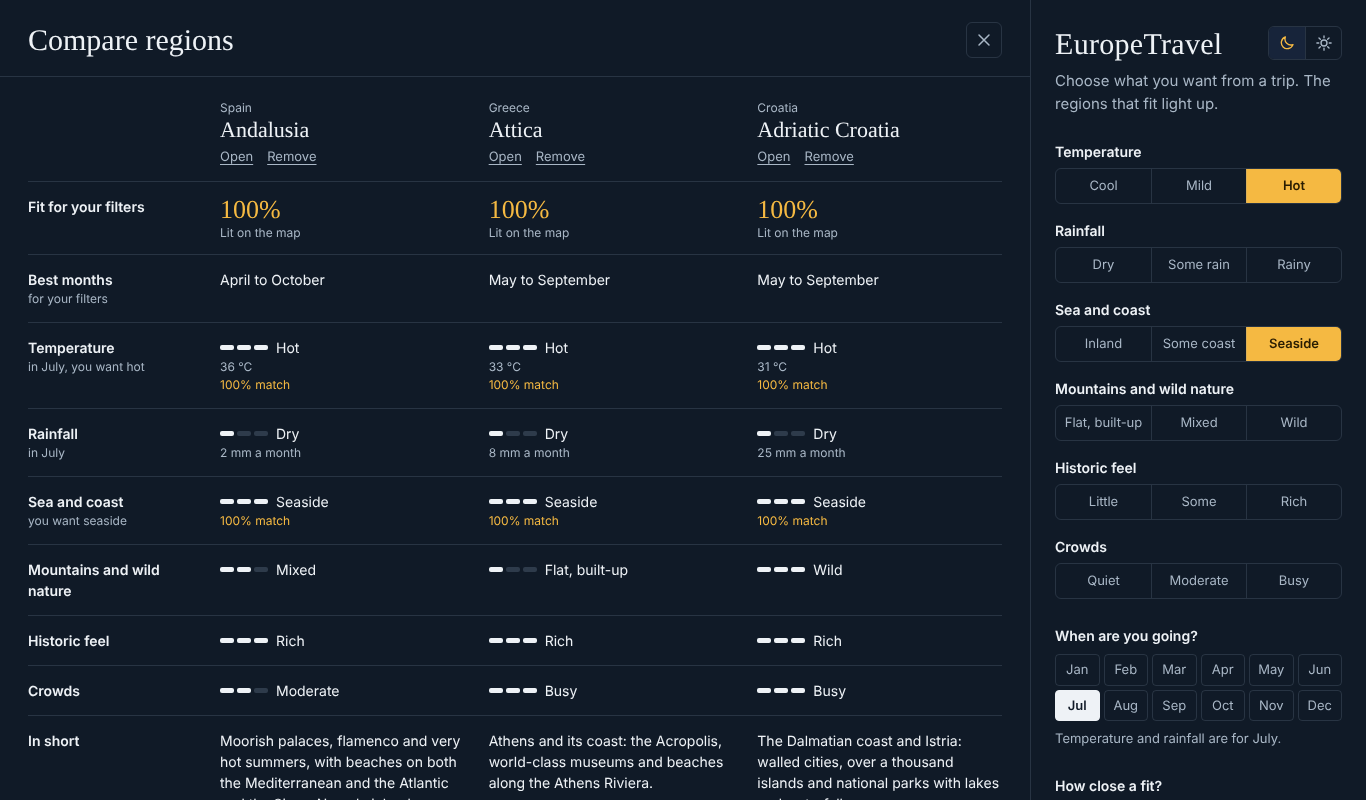 Compare regions
Spain
Andalusia
Open Remove
Greece
Attica
Open Remove
Croatia
Adriatic Croatia
Open Remove
Fit for your filters
100%
Lit on the map
100%
Lit on the map
100%
Lit on the map
Best months
for your filters
April to October
May to September
May to September
Temperature
in July, you want hot
Hot
36 °C
100% match
Hot
33 °C
100% match
Hot
31 °C
100% match
Rainfall
in July
Dry
2 mm a month
Dry
8 mm a month
Dry
25 mm a month
Sea and coast
you want seaside
Seaside
100% match
Seaside
100% match
Seaside
100% match
Mountains and wild
nature
Mixed
Flat, built-up
Wild
Historic feel
Rich
Rich
Rich
Crowds
Moderate
Busy
Busy
In short
Moorish palaces, flamenco and very
hot summers, with beaches on both
the Mediterranean and the Atlantic
Athens and its coast: the Acropolis,
world-class museums and beaches
along the Athens Riviera.
The Dalmatian coast and Istria:
walled cities, over a thousand
islands and national parks with lakes
EuropeTravel
Choose what you want from a trip. The
regions that fit light up.
Temperature
Cool Mild Hot
Rainfall
Dry Some rain Rainy
Sea and coast
Inland Some coast Seaside
Mountains and wild nature
Flat, built-up Mixed Wild
Historic feel
Little Some Rich
Crowds
Quiet Moderate Busy
When are you going?
Jan Feb Mar Apr May Jun
Jul Aug Sep Oct Nov Dec
Temperature and rainfall are for July.
How close a fit?